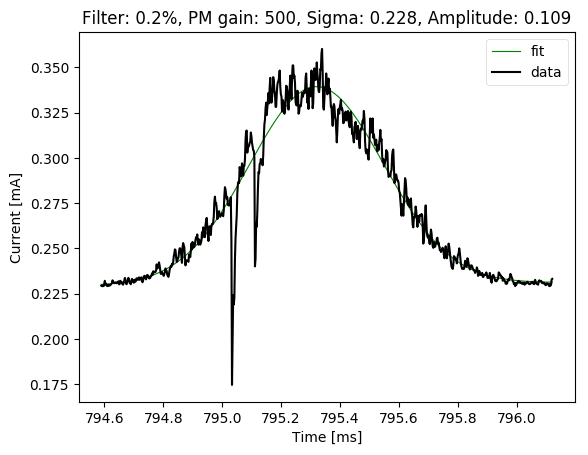 Filter: 0.2%, PM gain: 500, Sigma: 0.228, Amplitude: 0.109
fit
data
0.350
0.325
0.300
0.275
0.250
0.225
0.200
0.175
Current [mA]
794.6 794.8 795.0 795.2 795.4 795.6 795.8 796.0
Time [ms]